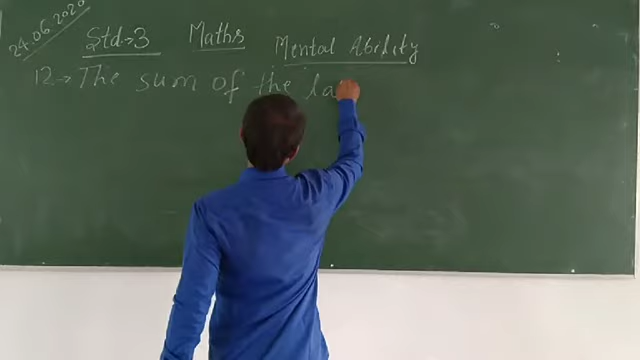 24.06.2020
Std→3 Maths Mental Ability
12→ The sum of the la